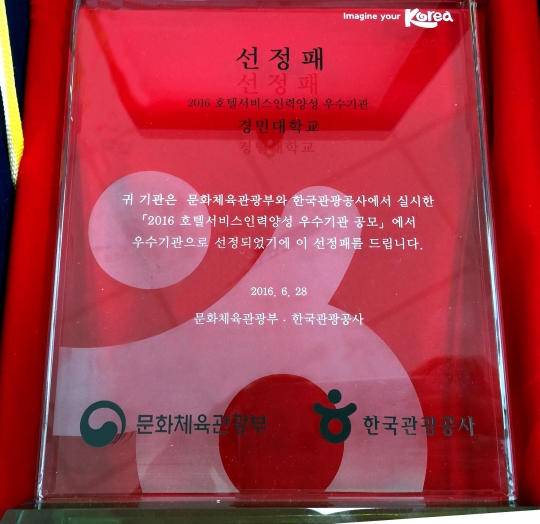 Imagine your Korea
선정패
2016 호텔서비스인력양성 우수기관
경민대학교
귀 기관은 문화체육관광부와 한국관광공사에서 실시한
「2016 호텔서비스인력양성 우수기관 공모」에서
우수기관으로 선정되었기에 이 선정패를 드립니다.
2016. 6. 28
문화체육관광부 · 한국관광공사
문화체육관광부 한국관광공사